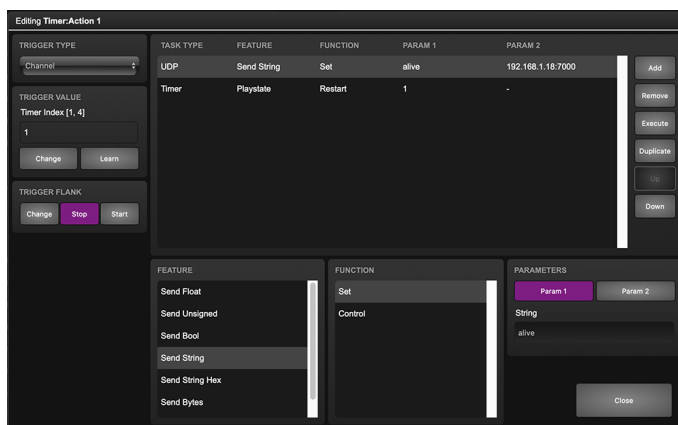 Editing Timer:Action 1
TRIGGER TYPE
Channel
TRIGGER VALUE
Timer Index [1, 4]
1
Change Learn
TRIGGER FLANK
Change Stop Start
TASK TYPE FEATURE FUNCTION PARAM 1 PARAM 2
UDP Send String Set alive 192.168.1.18:7000
Timer Playstate Restart 1 -
Add
Remove
Execute
Duplicate
Up
Down
FEATURE
Send Float
Send Unsigned
Send Bool
Send String
Send String Hex
Send Bytes
FUNCTION
Set
Control
PARAMETERS
Param 1 Param 2
String
alive
Close